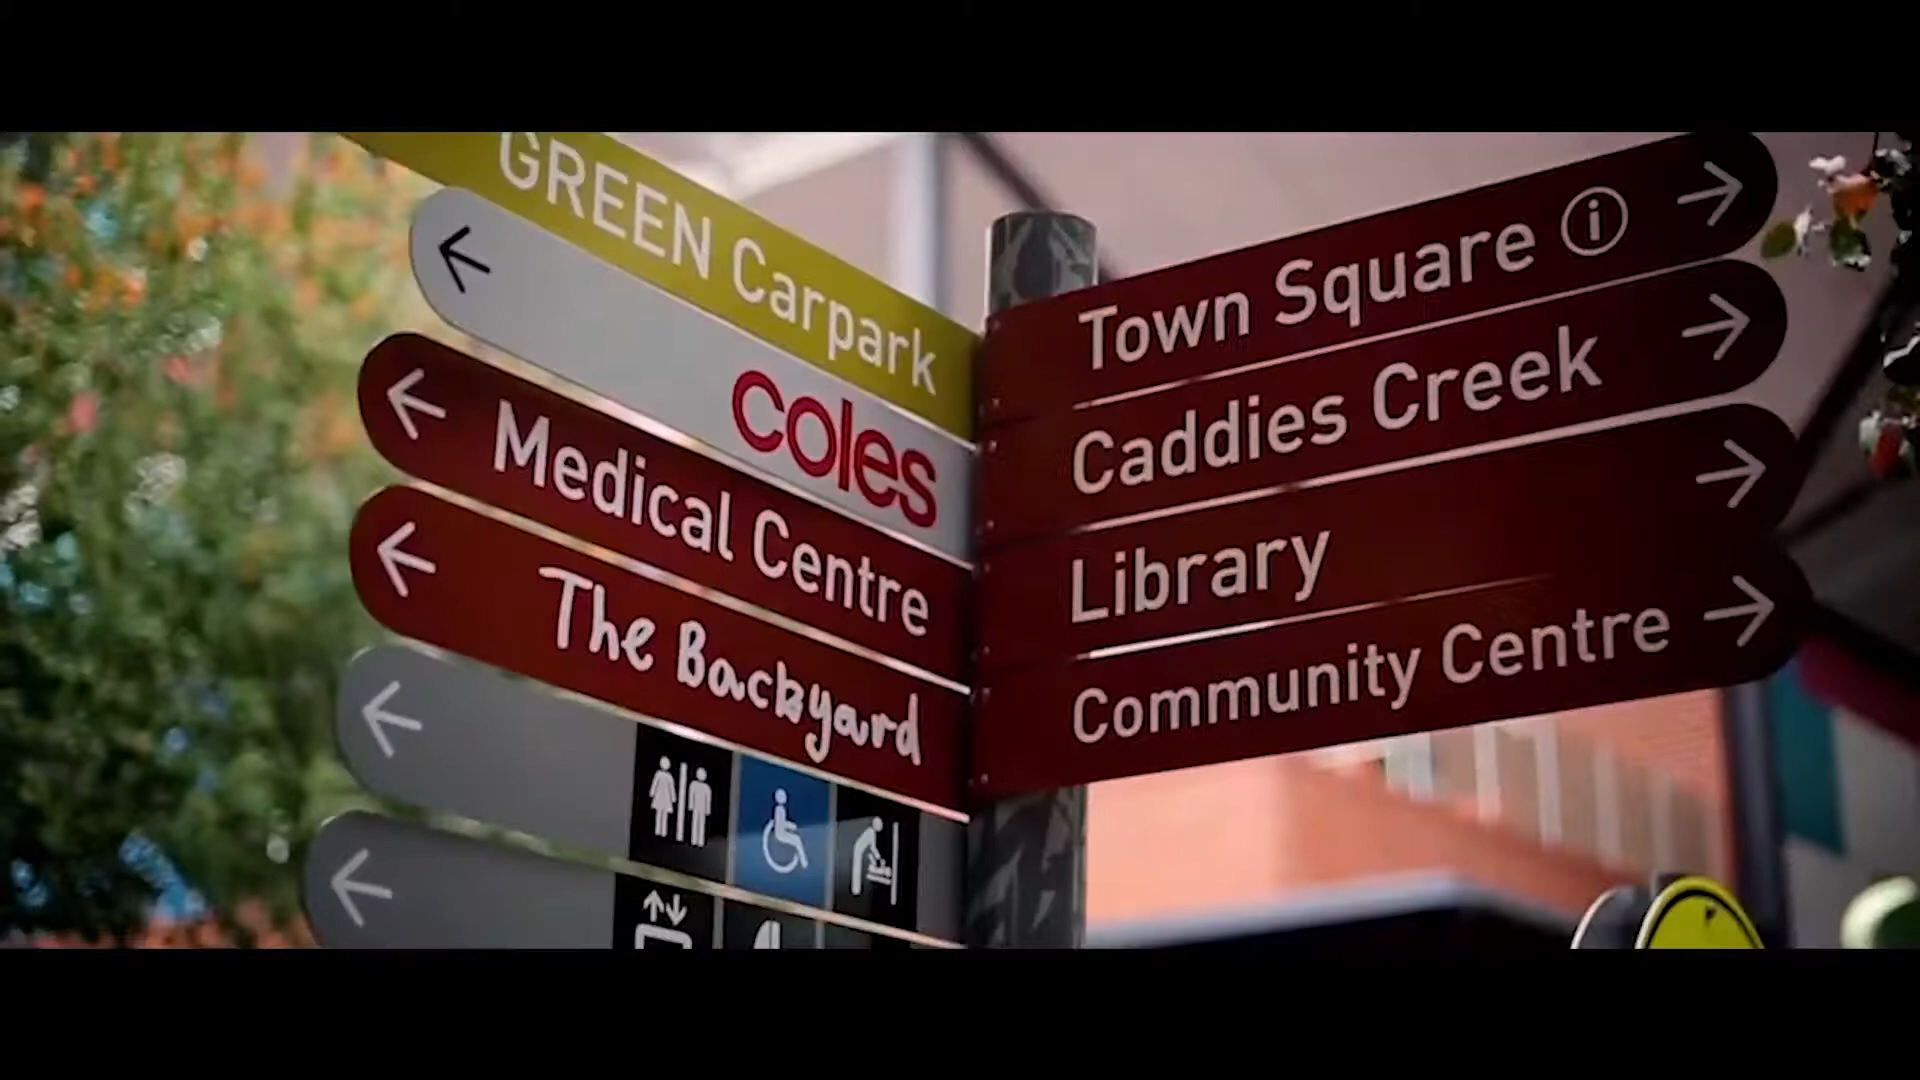 GREEN Carpark
coles
Medical Centre
The Backyard
Town Square i
Caddies Creek
Library
Community Centre